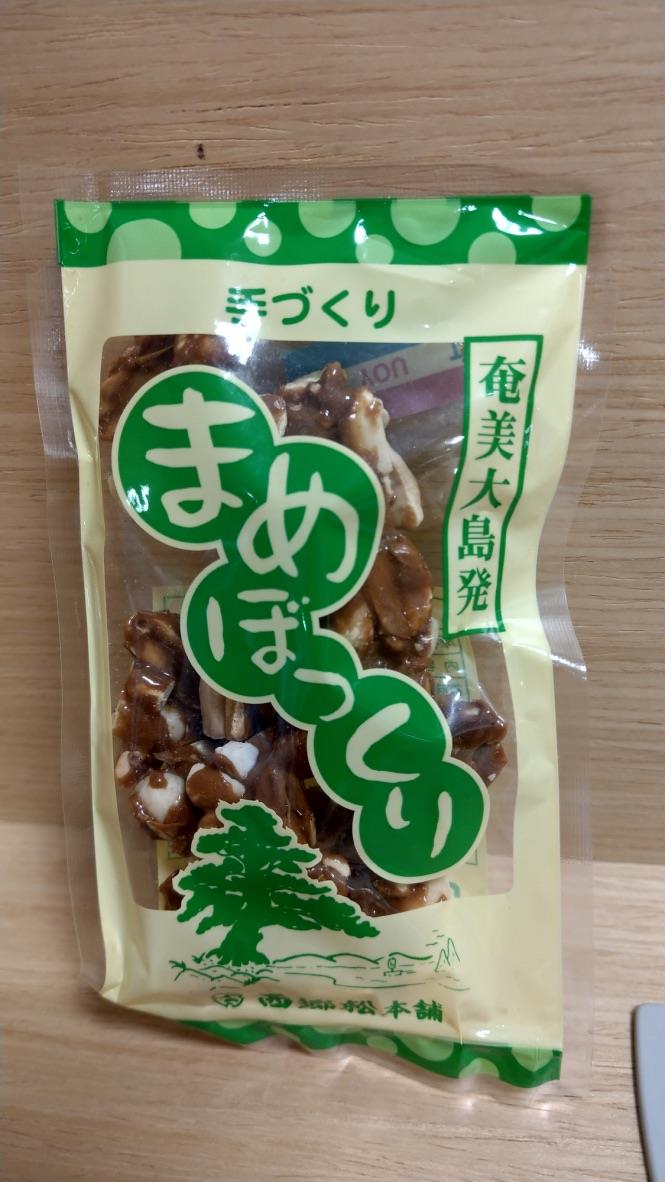 手づくり
奄美大島発
まめぼっくり
西郷松本舗